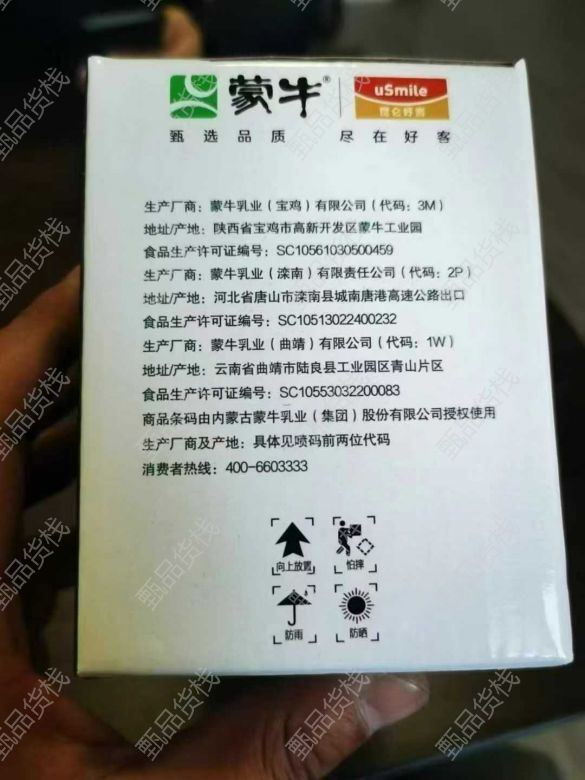 蒙牛®
uSmile
昆仑好客
甄选品质 尽在好客
生产厂商：蒙牛乳业（宝鸡）有限公司（代码：3M）
地址/产地：陕西省宝鸡市高新开发区蒙牛工业园
食品生产许可证编号：SC10561030500459
生产厂商：蒙牛乳业（滦南）有限责任公司（代码：2P）
地址/产地：河北省唐山市滦南县城南唐港高速公路出口
食品生产许可证编号：SC10513022400232
生产厂商：蒙牛乳业（曲靖）有限公司（代码：1W）
地址/产地：云南省曲靖市陆良县工业园区青山片区
食品生产许可证编号：SC10553032200083
商品条码由内蒙古蒙牛乳业（集团）股份有限公司授权使用
生产厂商及产地：具体见喷码前两位代码
消费者热线：400-6603333
向上放置 怕摔
防雨 防晒
甄品货栈